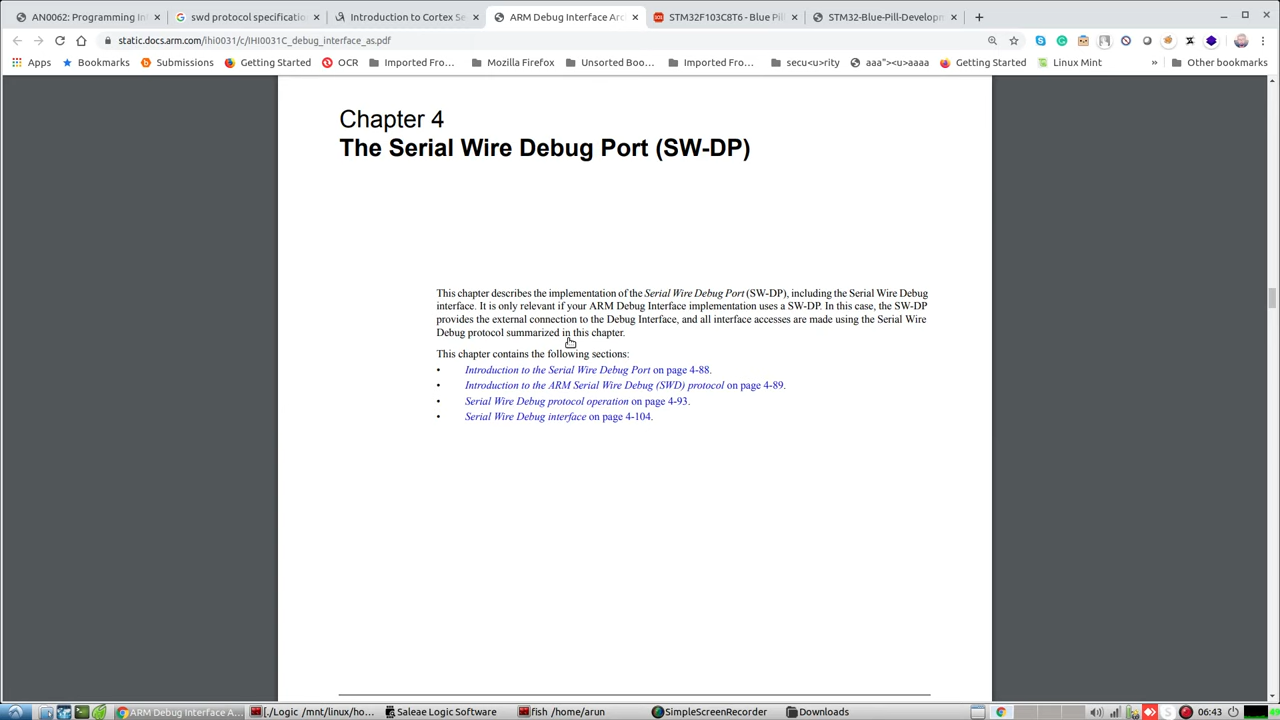 AN0062: Programming In
swd protocol specificatio
Introduction to Cortex Se
ARM Debug Interface Arc
STM32F103C8T6 - Blue Pil
STM32-Blue-Pill-Developm
static.docs.arm.com/ihi0031/c/IHI0031C_debug_interface_as.pdf
Apps
Bookmarks
Submissions
Getting Started
OCR
Imported Fro...
Mozilla Firefox
Unsorted Boo...
Imported Fro...
secu<u>rity
aaa"><u>aaaa
Getting Started
Linux Mint
»
Other bookmarks
Chapter 4
The Serial Wire Debug Port (SW-DP)
This chapter describes the implementation of the Serial Wire Debug Port (SW-DP), including the Serial Wire Debug
interface. It is only relevant if your ARM Debug Interface implementation uses a SW-DP. In this case, the SW-DP
provides the external connection to the Debug Interface, and all interface accesses are made using the Serial Wire
Debug protocol summarized in this chapter.
This chapter contains the following sections:
• Introduction to the Serial Wire Debug Port on page 4-88.
• Introduction to the ARM Serial Wire Debug (SWD) protocol on page 4-89.
• Serial Wire Debug protocol operation on page 4-93.
• Serial Wire Debug interface on page 4-104.
ARM Debug Interface A...
[./Logic /mnt/linux/ho...
Saleae Logic Software
fish /home/arun
SimpleScreenRecorder
Downloads
06:43